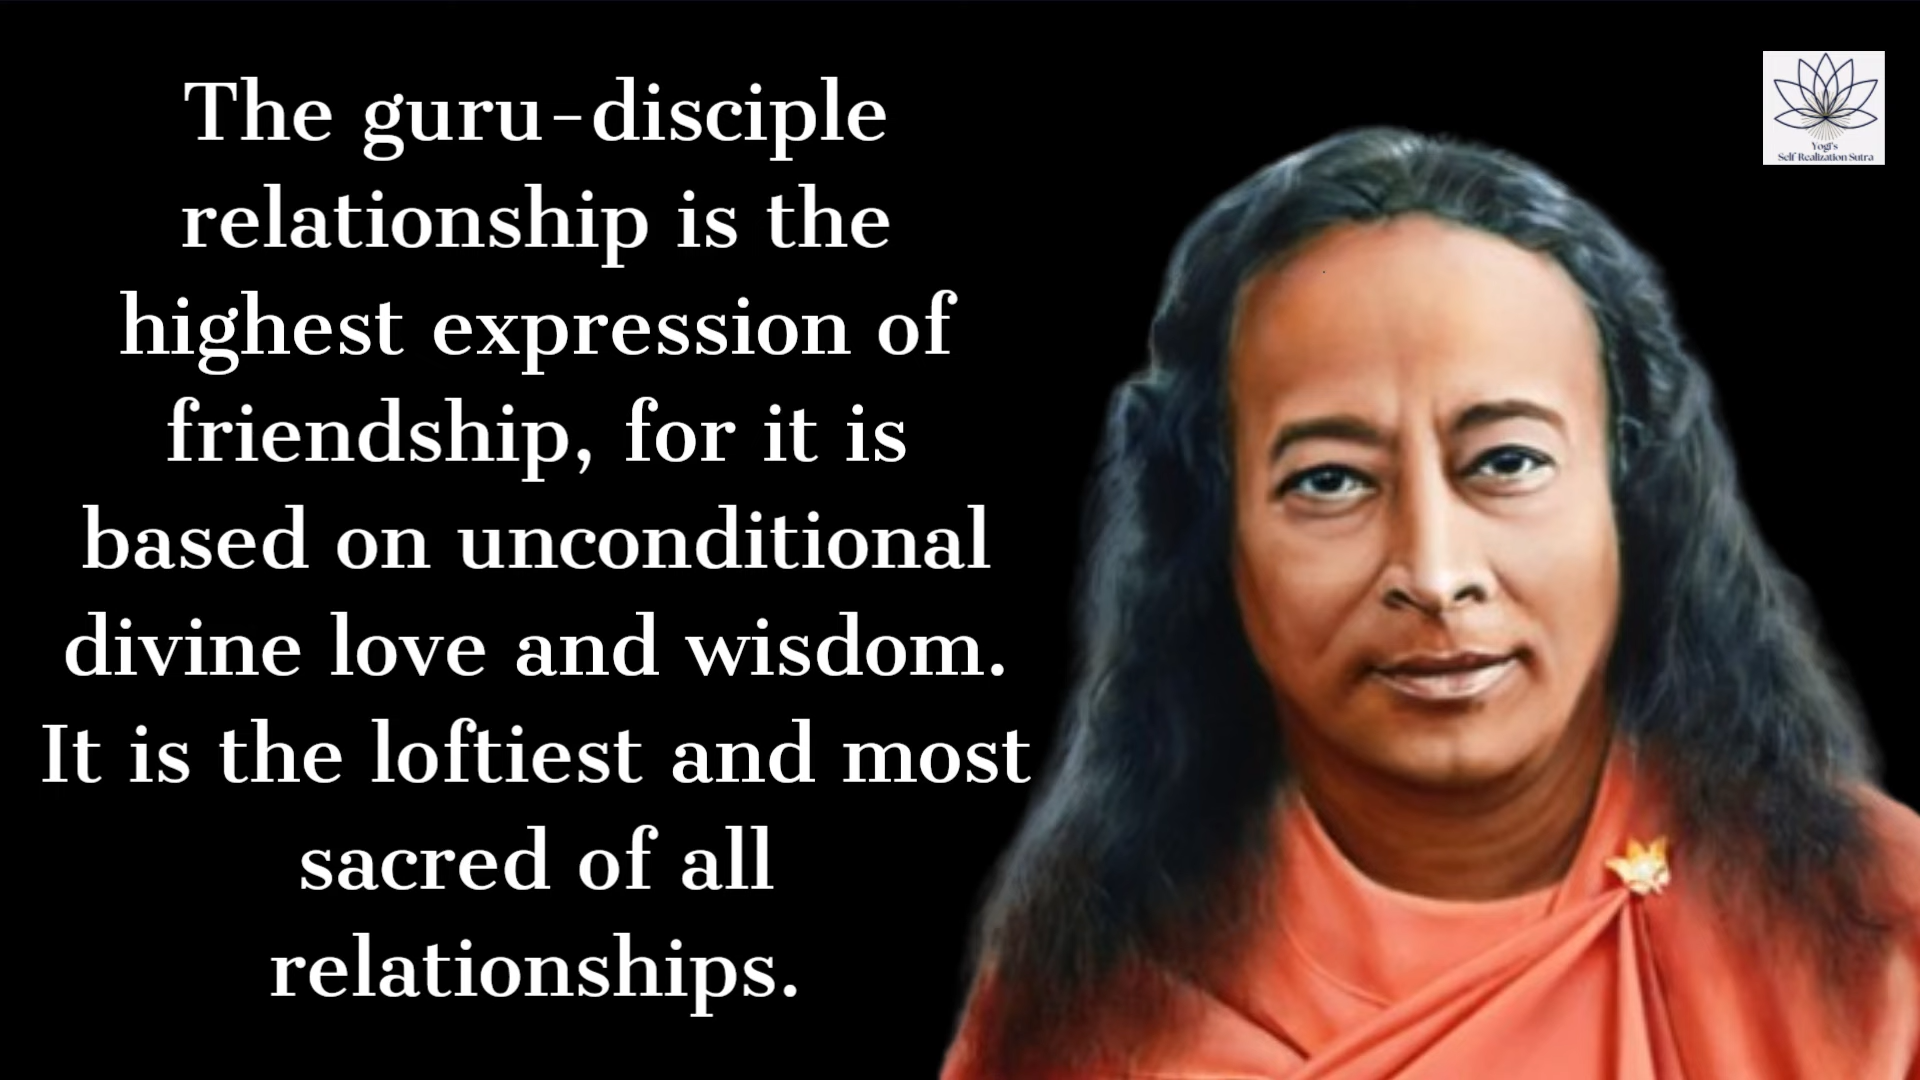 The guru-disciple
relationship is the
highest expression of
friendship, for it is
based on unconditional
divine love and wisdom.
It is the loftiest and most
sacred of all
relationships.
Yogi's
Self Realization Sutra